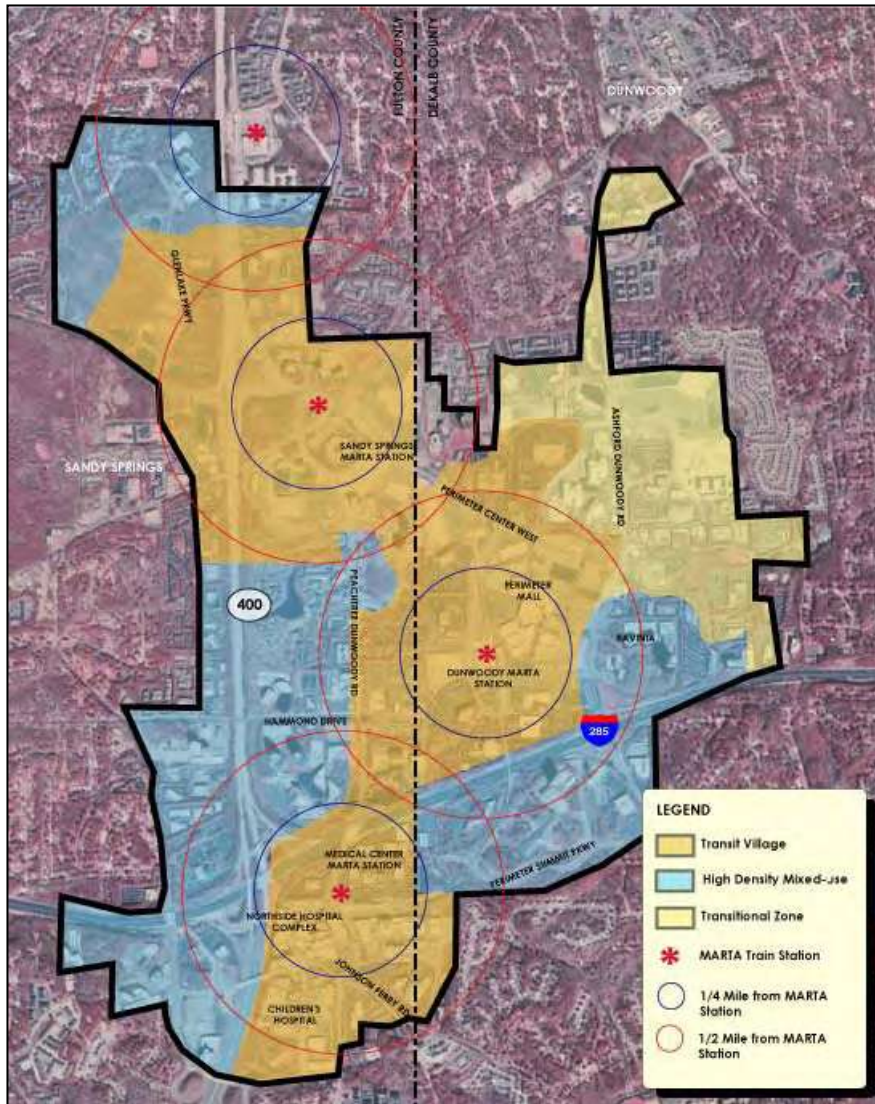 FULTON COUNTY
DEKALB COUNTY
DUNWOODY
GLENLAKE PKWY
SANDY SPRINGS
MARTA STATION
SANDY SPRINGS
ASHFORD DUNWOODY RD
PERIMETER CENTER WEST
PERIMETER
MALL
400
PEACHTREE DUNWOODY RD
RAVINIA
DUNWOODY MARTA
STATION
HAMMOND DRIVE
285
MEDICAL CENTER
MARTA STATION
PERIMETER SUMMIT PKWY
NORTHSIDE HOSPITAL
COMPLEX
JOHNSON FERRY RD
CHILDREN'S
HOSPITAL
LEGEND
Transit Village
High Density Mixed-use
Transitional Zone
MARTA Train Station
1/4 Mile from MARTA
Station
1/2 Mile from MARTA
Station